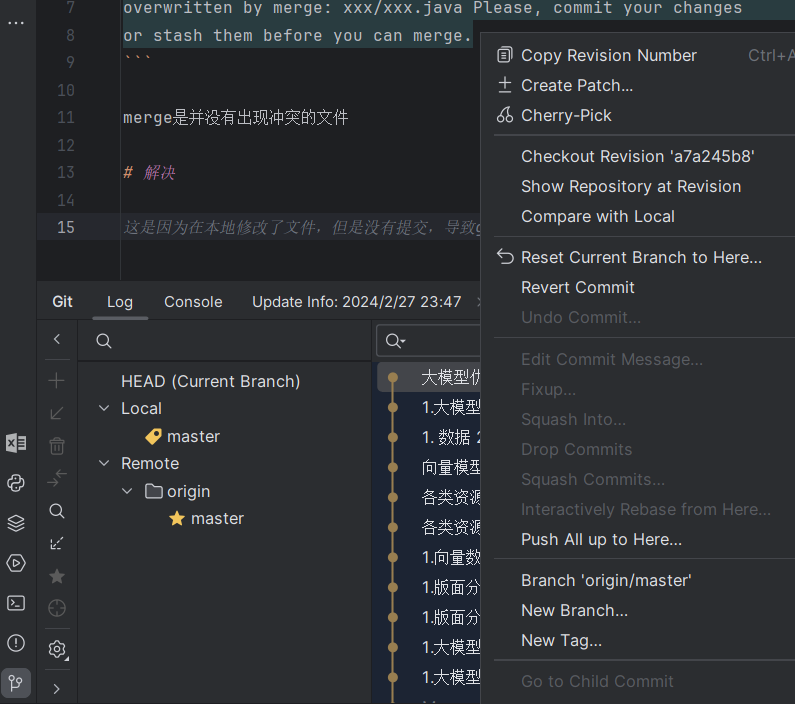 7 overwritten by merge: xxx/xxx.java Please, commit your changes
8 or stash them before you can merge.
9 ```
10
11 merge是并没有出现冲突的文件
12
13 # 解决
14
15 这是因为在本地修改了文件，但是没有提交，导致g
Copy Revision Number Ctrl+A
Create Patch...
Cherry-Pick
Checkout Revision 'a7a245b8'
Show Repository at Revision
Compare with Local
Reset Current Branch to Here...
Revert Commit
Undo Commit...
Edit Commit Message...
Fixup...
Squash Into...
Drop Commits
Squash Commits...
Interactively Rebase from Here...
Push All up to Here...
Branch 'origin/master'
New Branch...
New Tag...
Go to Child Commit
Git Log Console Update Info: 2024/2/27 23:47
HEAD (Current Branch)
Local
master
Remote
origin
master
大模型优
1.大模型
1. 数据 2
向量模型
各类资源
各类资源
1.向量数
1.版面分
1.版面分
1.大模型
1.大模型